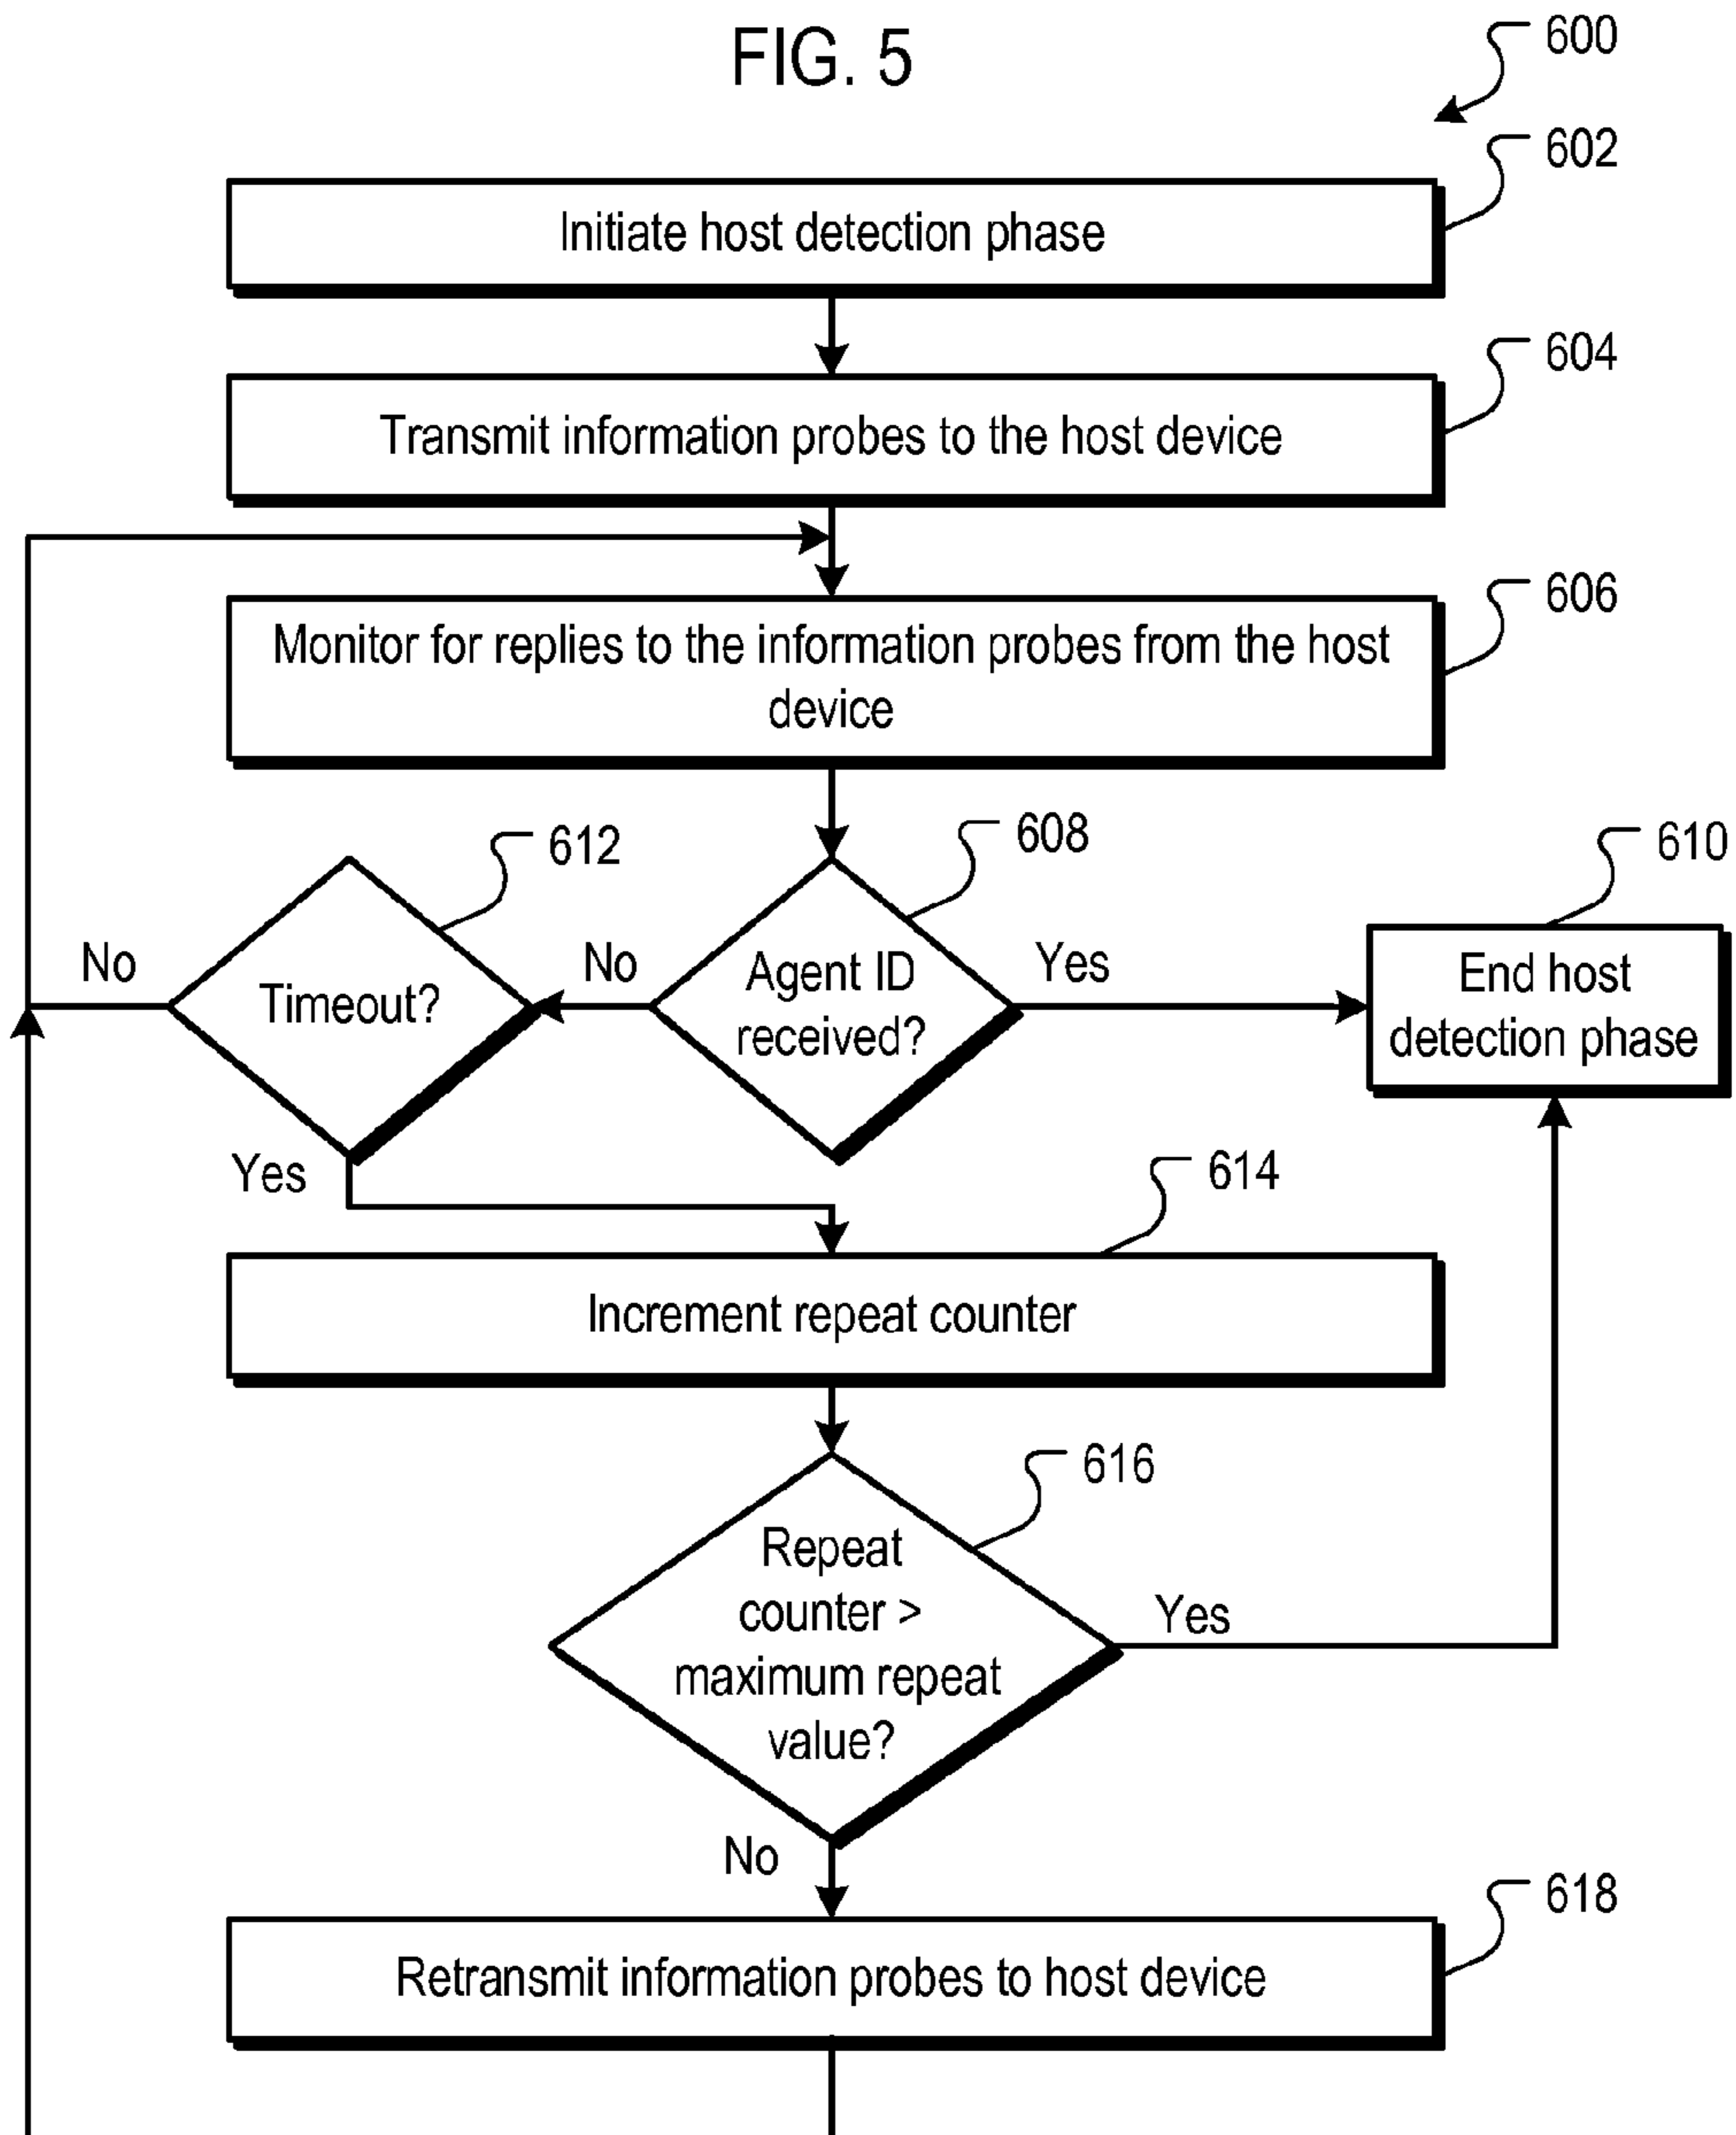 FIG. 5
600
602
Initiate host detection phase
604
Transmit information probes to the host device
606
Monitor for replies to the information probes from the host
device
612
608
610
No
Timeout?
No
Agent ID
received?
Yes
End host
detection phase
Yes
614
Increment repeat counter
616
Repeat
counter >
maximum repeat
value?
Yes
No
618
Retransmit information probes to host device